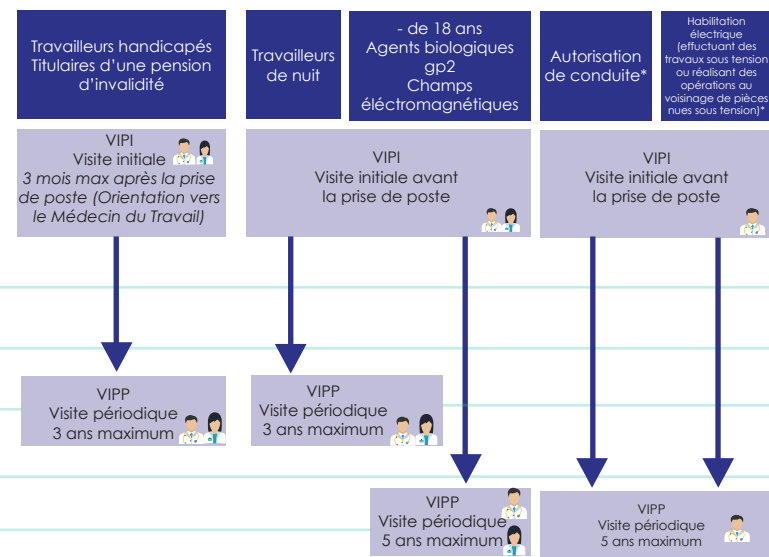 Travailleurs handicapés
Titulaires d'une pension
d'invalidité
Travailleurs
de nuit
- de 18 ans
Agents biologiques
gp2
Champs
éléctromagnétiques
Autorisation
de conduite*
Habilitation
électrique
(effectuant des
travaux sous tension
ou réalisant des
opérations au
voisinage de pièces
nues sous tension)*
VIPI
Visite initiale
3 mois max après la prise
de poste (Orientation vers
le Médecin du Travail)
VIPI
Visite initiale avant
la prise de poste
VIPI
Visite initiale avant
la prise de poste
VIPP
Visite périodique
3 ans maximum
VIPP
Visite périodique
3 ans maximum
VIPP
Visite périodique
5 ans maximum
VIPP
Visite périodique
5 ans maximum